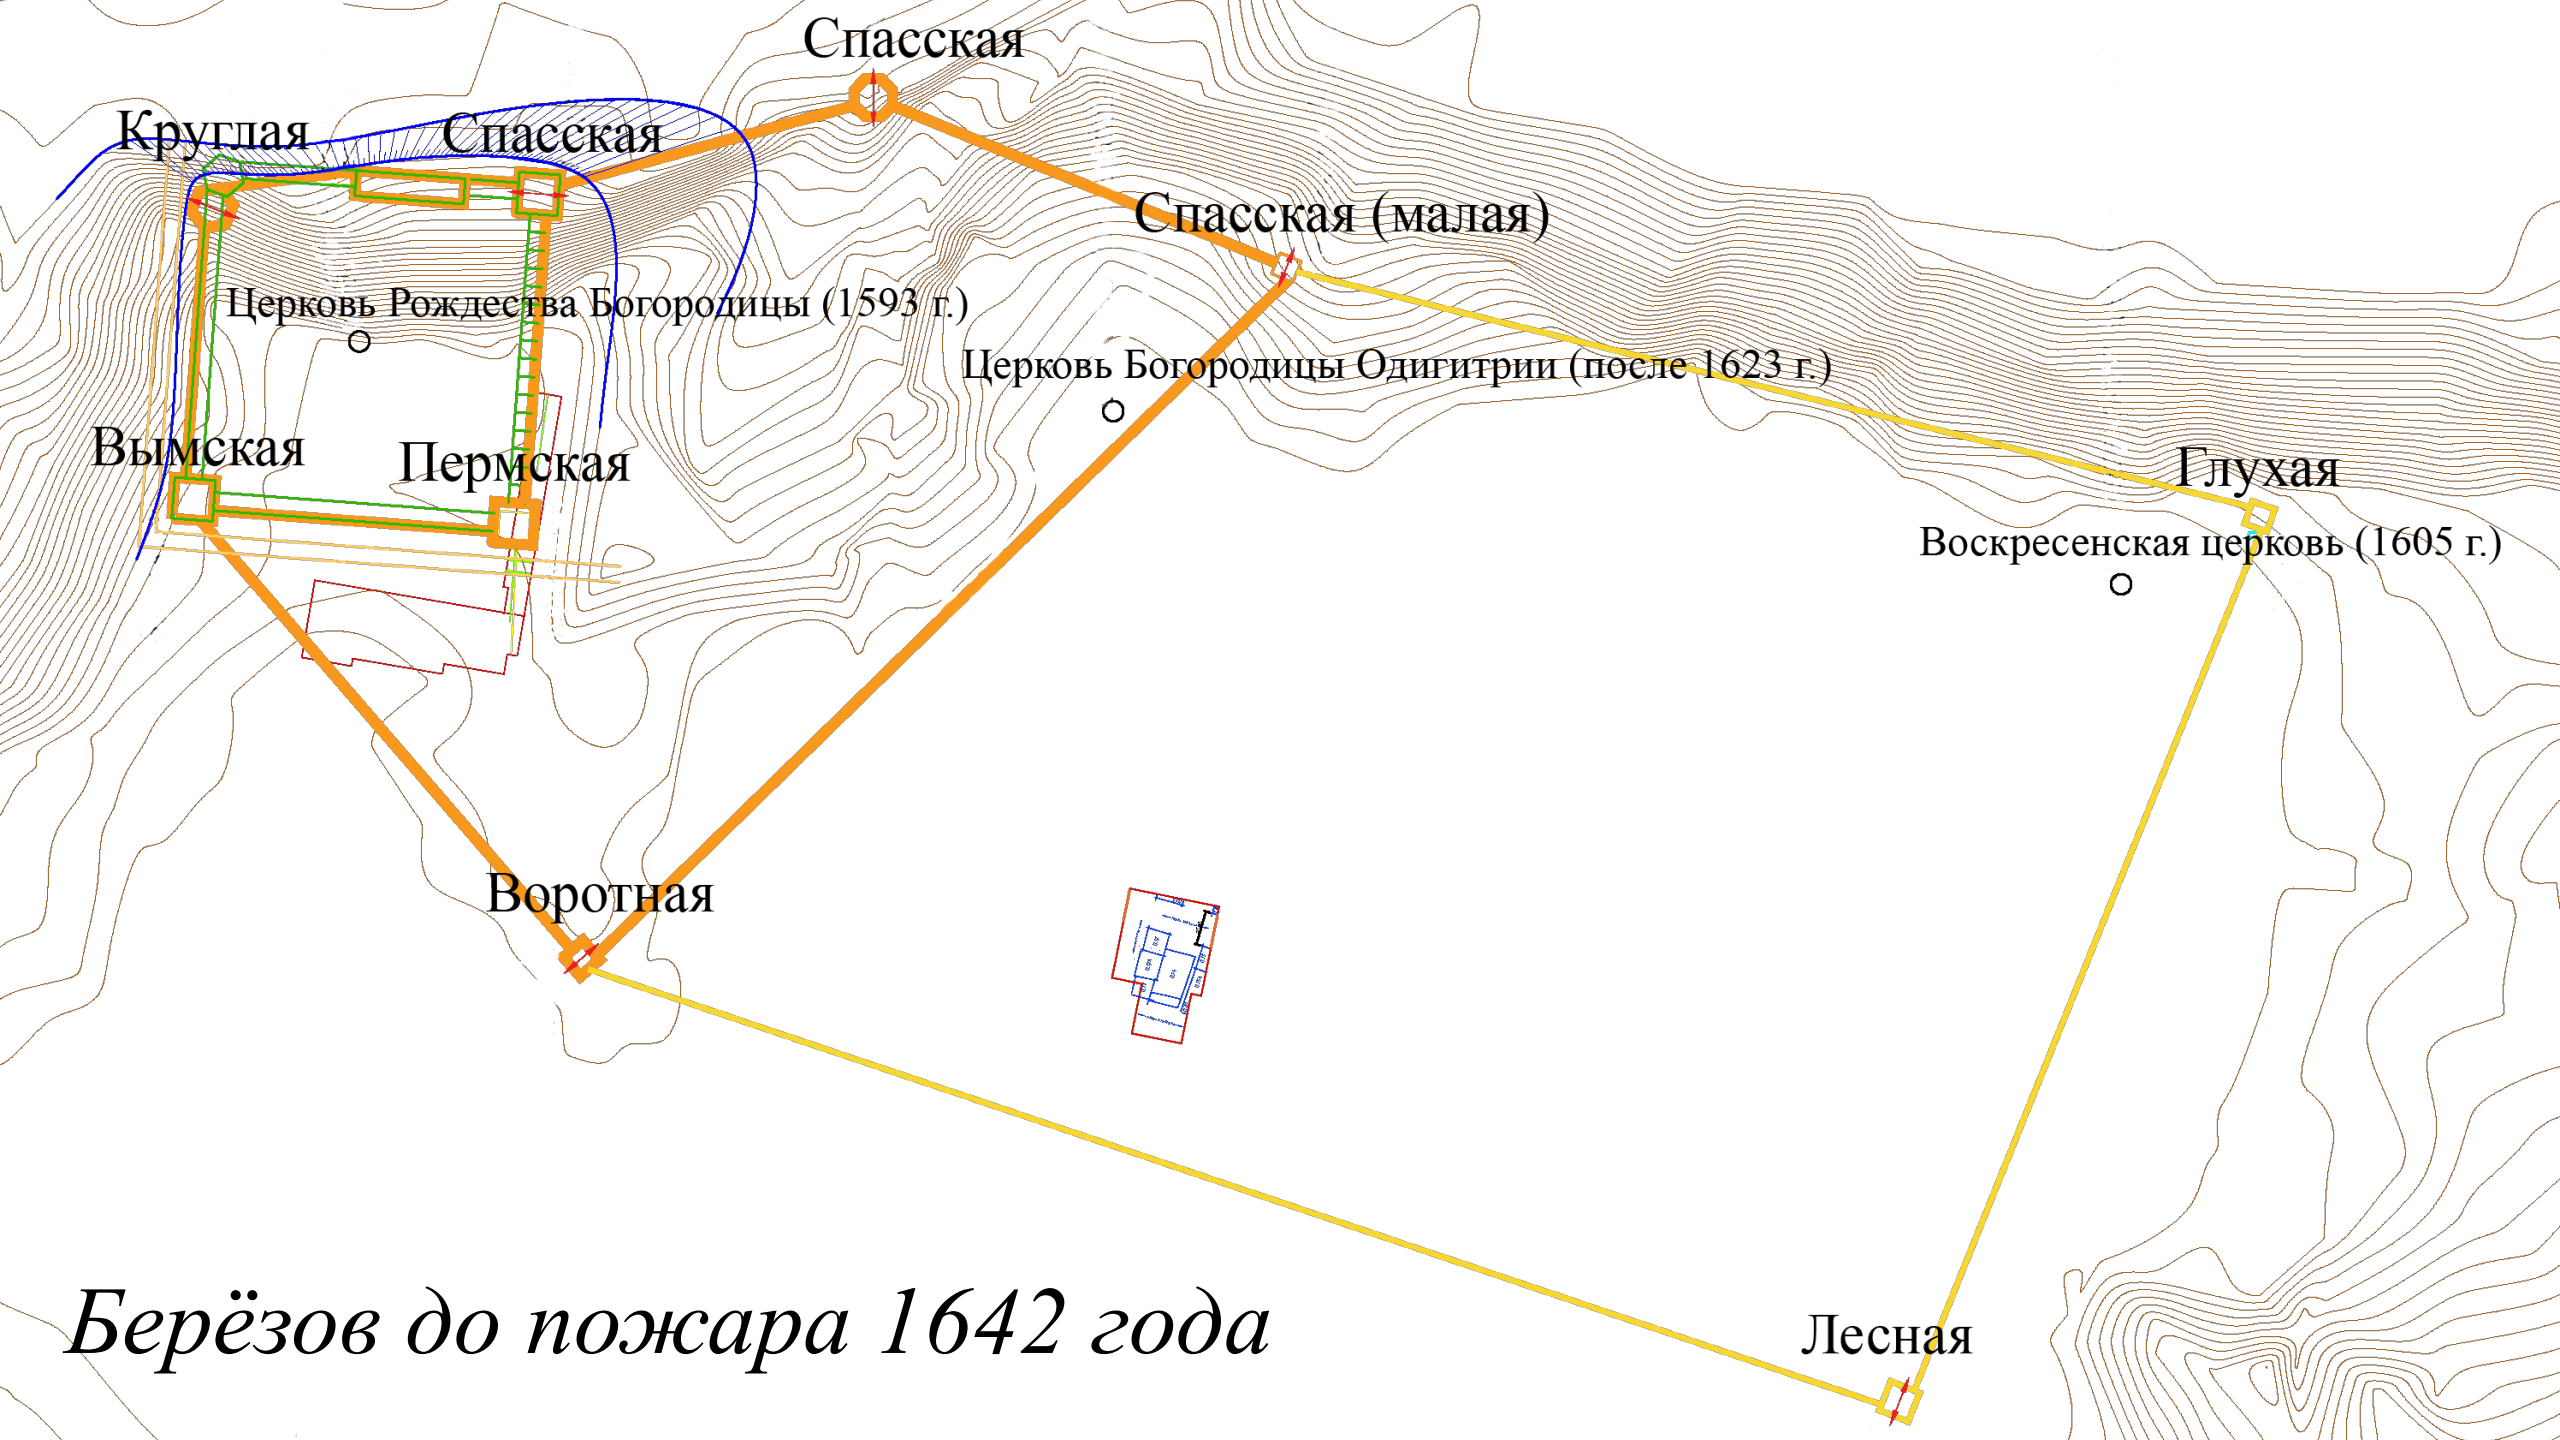 Спасская
Круглая
Спасская
Спасская (малая)
Церковь Рождества Богородицы (1593 г.)
Церковь Богородицы Одигитрии (после 1623 г.)
Вымская
Пермская
Глухая
Воскресенская церковь (1605 г.)
Воротная
Лесная
Берёзов до пожара 1642 года